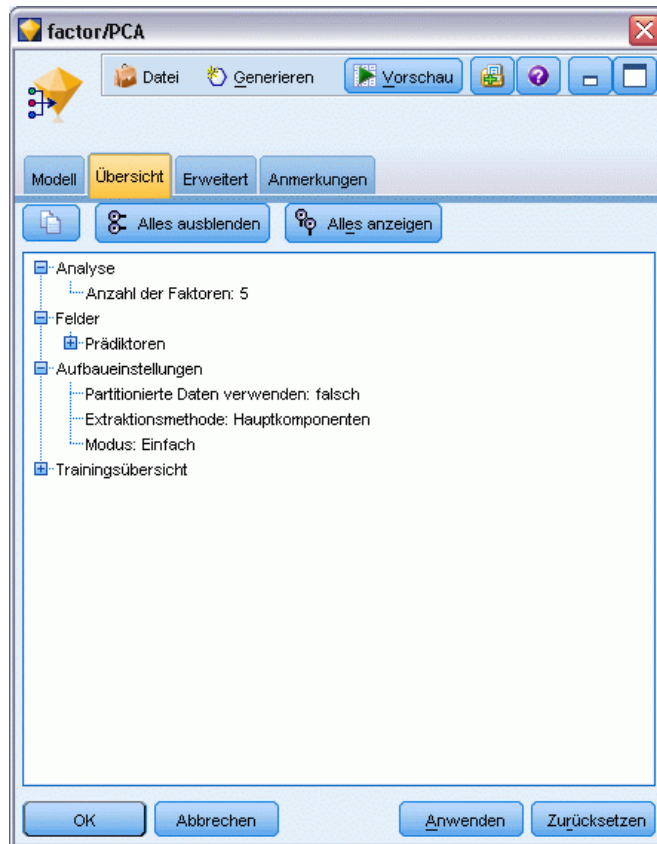 factor/PCA
Datei Generieren Vorschau
Modell Übersicht Erweitert Anmerkungen
Alles ausblenden Alles anzeigen
Analyse
Anzahl der Faktoren: 5
Felder
Prädiktoren
Aufbaueinstellungen
Partitionierte Daten verwenden: falsch
Extraktionsmethode: Hauptkomponenten
Modus: Einfach
Trainingsübersicht
OK Abbrechen Anwenden Zurücksetzen